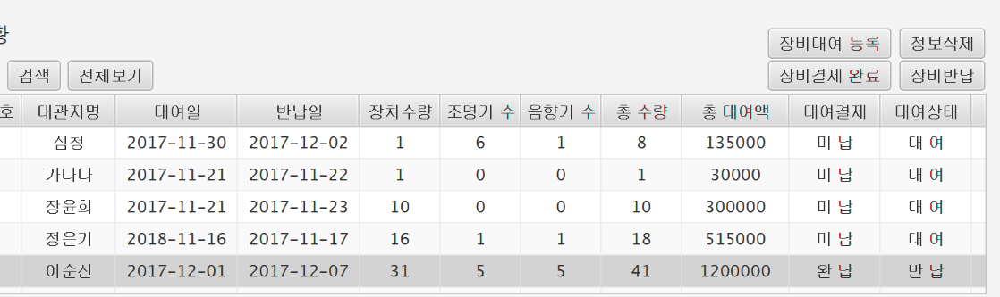 황
장비대여 등록 정보삭제
검색 전체보기 장비결제 완료 장비반납
호 대관자명 대여일 반납일 장치수량 조명기 수 음향기 수 총 수량 총 대여액 대여결제 대여상태
심청 2017-11-30 2017-12-02 1 6 1 8 135000 미 납 대 여
가나다 2017-11-21 2017-11-22 1 0 0 1 30000 미 납 대 여
장윤희 2017-11-21 2017-11-23 10 0 0 10 300000 미 납 대 여
정은기 2018-11-16 2017-11-17 16 1 1 18 515000 미 납 대 여
이순신 2017-12-01 2017-12-07 31 5 5 41 1200000 완 납 반 납